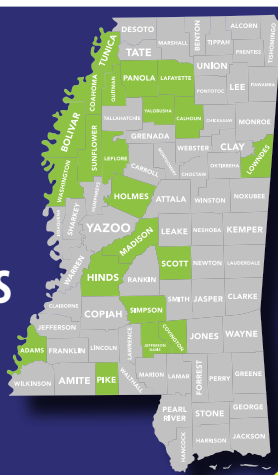 DESOTO
MARSHALL
BENTON
TIPPAH
ALCORN
TISHOMINGO
PRENTISS
TUNICA
TATE
UNION
PANOLA
LAFAYETTE
PONTOTOC
LEE
ITAWAMBA
COAHOMA
QUITMAN
YALOBUSHA
CALHOUN
CHICKASAW
MONROE
BOLIVAR
TALLAHATCHIE
GRENADA
SUNFLOWER
LEFLORE
WEBSTER
CLAY
LOWNDES
MONTGOMERY
CARROLL
CHOCTAW
OKTIBBEHA
WASHINGTON
HUMPHREYS
HOLMES
ATTALA
WINSTON
NOXUBEE
ISSAQUENA
SHARKEY
YAZOO
MADISON
LEAKE
NESHOBA
KEMPER
S
WARREN
HINDS
RANKIN
SCOTT
NEWTON
LAUDERDALE
CLAIBORNE
COPIAH
SIMPSON
SMITH
JASPER
CLARKE
JEFFERSON
ADAMS
FRANKLIN
LINCOLN
LAWRENCE
JEFFERSON
DAVIS
COVINGTON
JONES
WAYNE
WILKINSON
AMITE
PIKE
WALTHALL
MARION
LAMAR
FORREST
PERRY
GREENE
PEARL
RIVER
STONE
GEORGE
HANCOCK
HARRISON
JACKSON